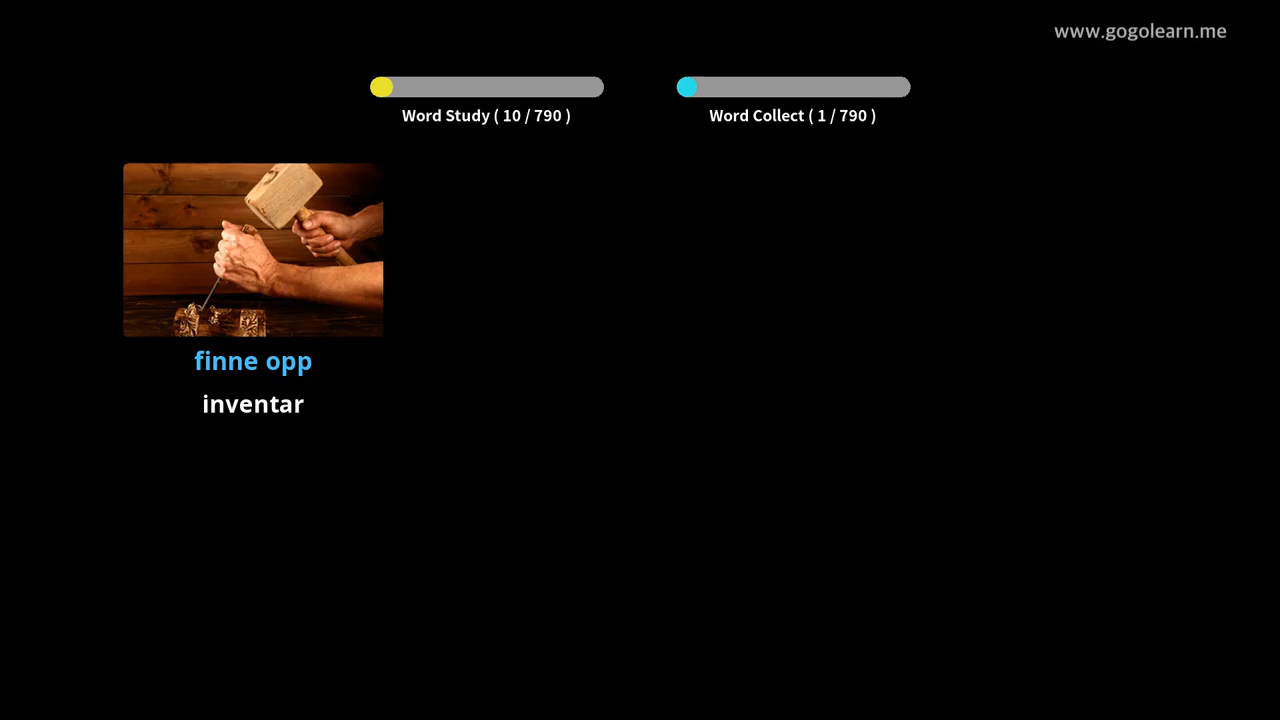 www.gogolearn.me
Word Study ( 10 / 790 )
Word Collect ( 1 / 790 )
finne opp
inventar